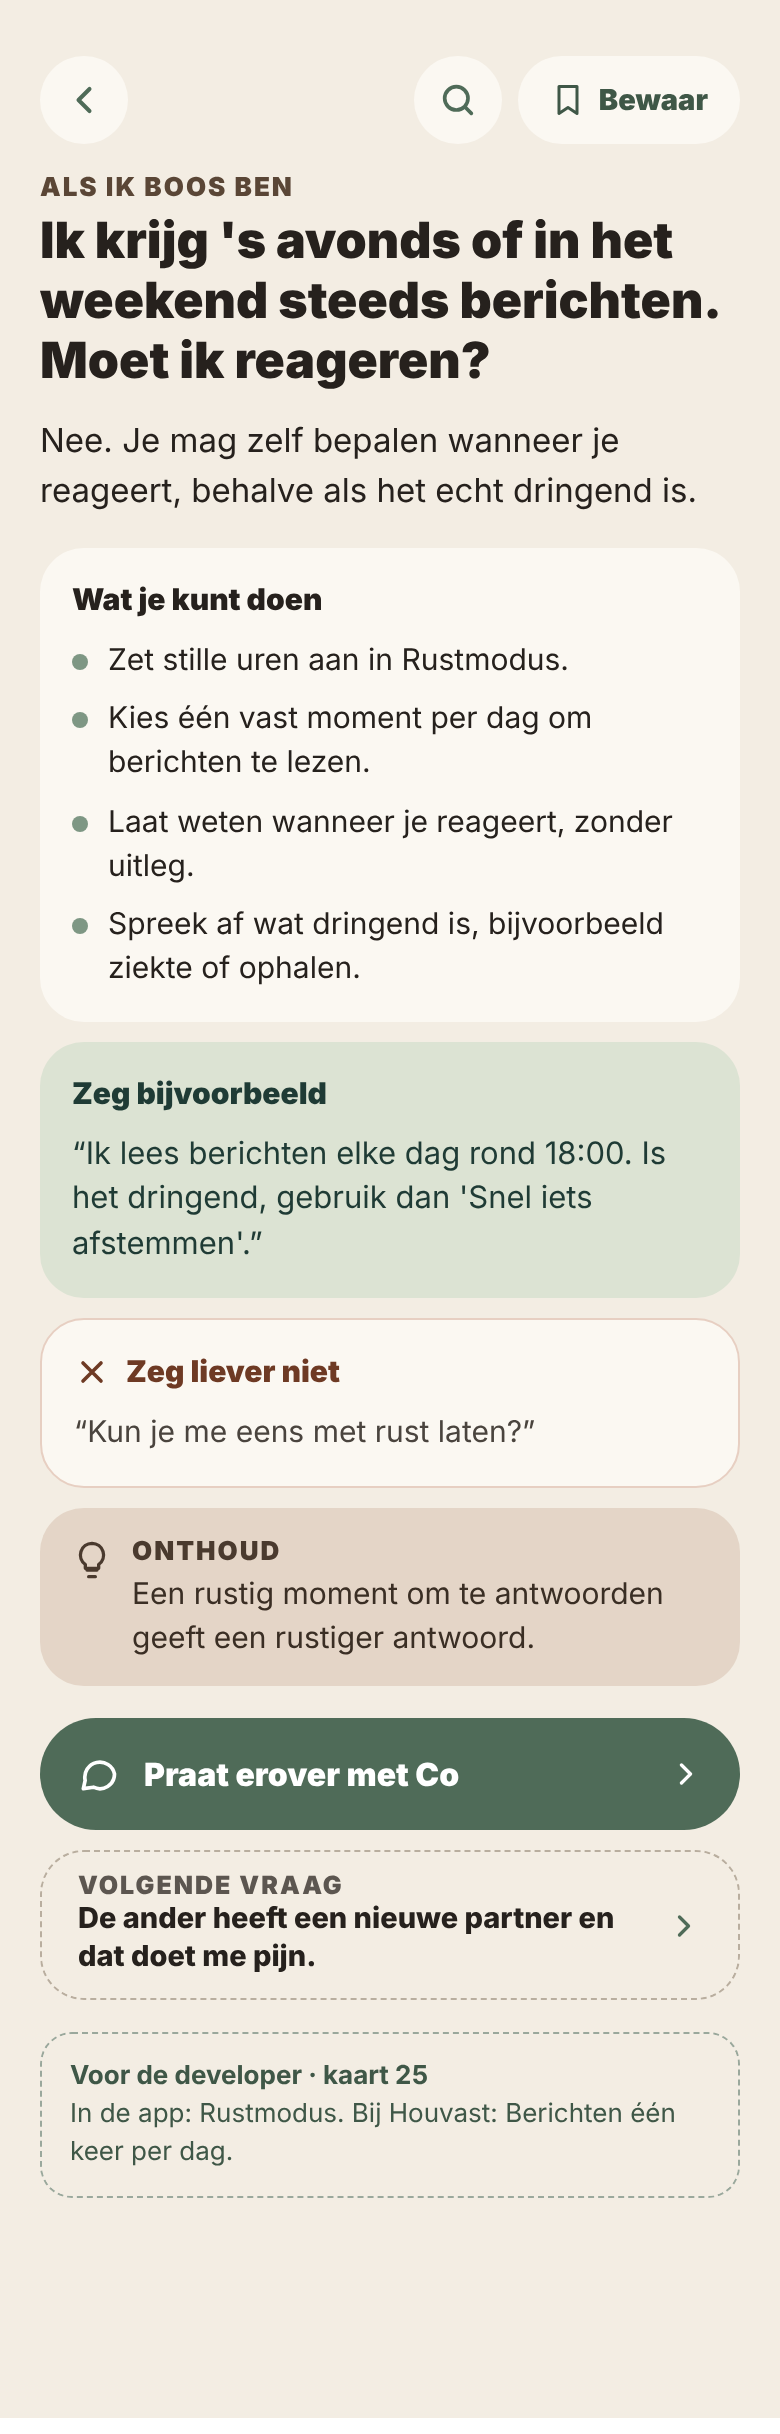 Bewaar
ALS IK BOOS BEN
Ik krijg 's avonds of in het
weekend steeds berichten.
Moet ik reageren?
Nee. Je mag zelf bepalen wanneer je
reageert, behalve als het echt dringend is.
Wat je kunt doen
Zet stille uren aan in Rustmodus.
Kies één vast moment per dag om
berichten te lezen.
Laat weten wanneer je reageert, zonder
uitleg.
Spreek af wat dringend is, bijvoorbeeld
ziekte of ophalen.
Zeg bijvoorbeeld
“Ik lees berichten elke dag rond 18:00. Is
het dringend, gebruik dan 'Snel iets
afstemmen'.”
Zeg liever niet
“Kun je me eens met rust laten?”
ONTHOUD
Een rustig moment om te antwoorden
geeft een rustiger antwoord.
Praat erover met Co
VOLGENDE VRAAG
De ander heeft een nieuwe partner en
dat doet me pijn.
Voor de developer · kaart 25
In de app: Rustmodus. Bij Houvast: Berichten één
keer per dag.